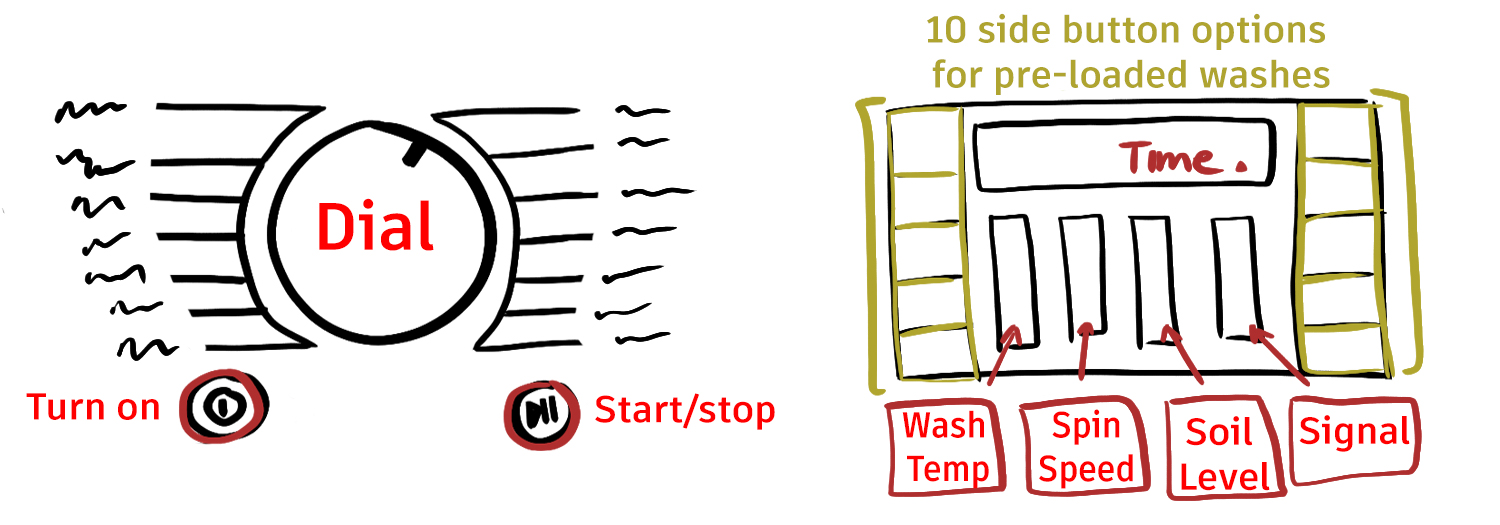 10 side button options
for pre-loaded washes
Time.
Dial
Turn on
Start/stop
Wash
Temp
Spin
Speed
Soil
Level
Signal